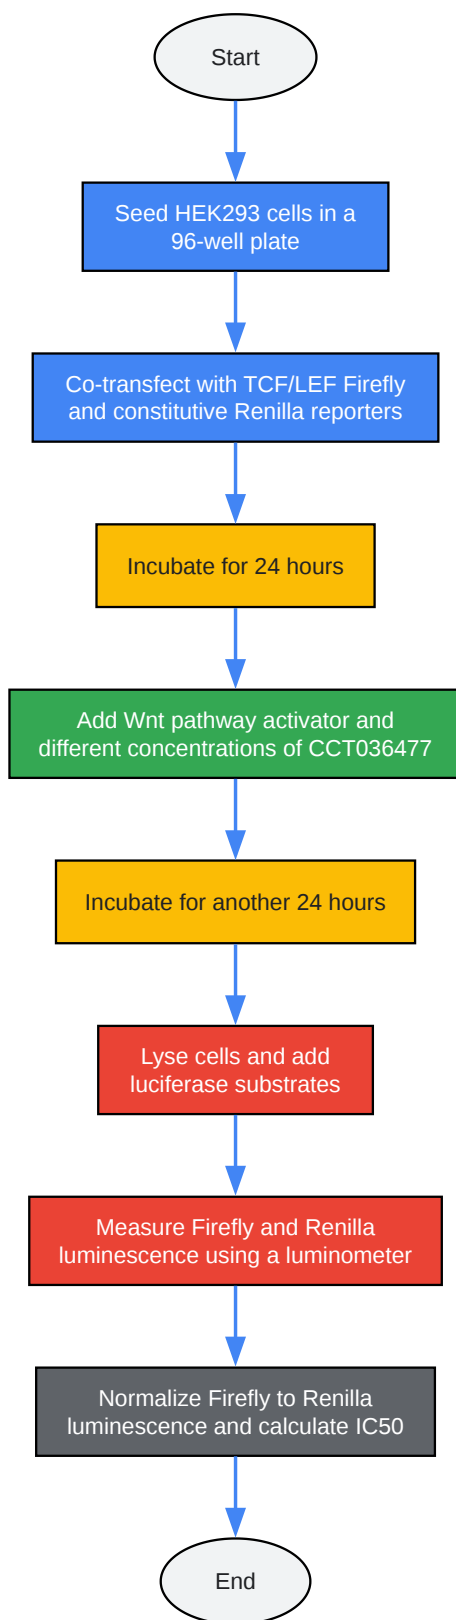 Start
Seed HEK293 cells in a
96-well plate
Co-transfect with TCF/LEF Firefly
and constitutive Renilla reporters
Incubate for 24 hours
Add Wnt pathway activator and
different concentrations of CCT036477
Incubate for another 24 hours
Lyse cells and add
luciferase substrates
Measure Firefly and Renilla
luminescence using a luminometer
Normalize Firefly to Renilla
luminescence and calculate IC50
End